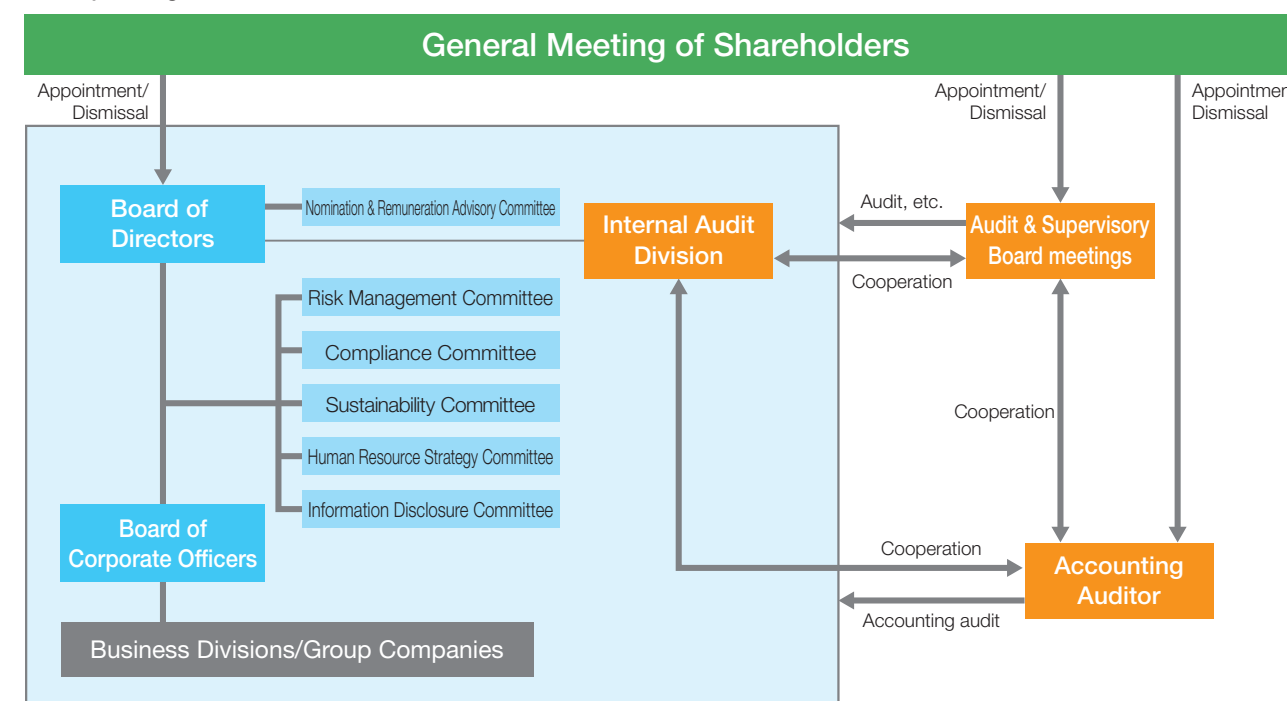 General Meeting of Shareholders
Appointment/
Dismissal
Appointment/
Dismissal
Dismissal
Board of
Directors
Nomination & Remuneration Advisory Committee
Internal Audit
Division
Audit, etc.
Audit & Supervisory
Board meetings
Cooperation
Risk Management Committee
Compliance Committee
Sustainability Committee
Cooperation
Human Resource Strategy Committee
Information Disclosure Committee
Board of
Corporate Officers
Cooperation
Accounting
Auditor
Accounting audit
Business Divisions/Group Companies